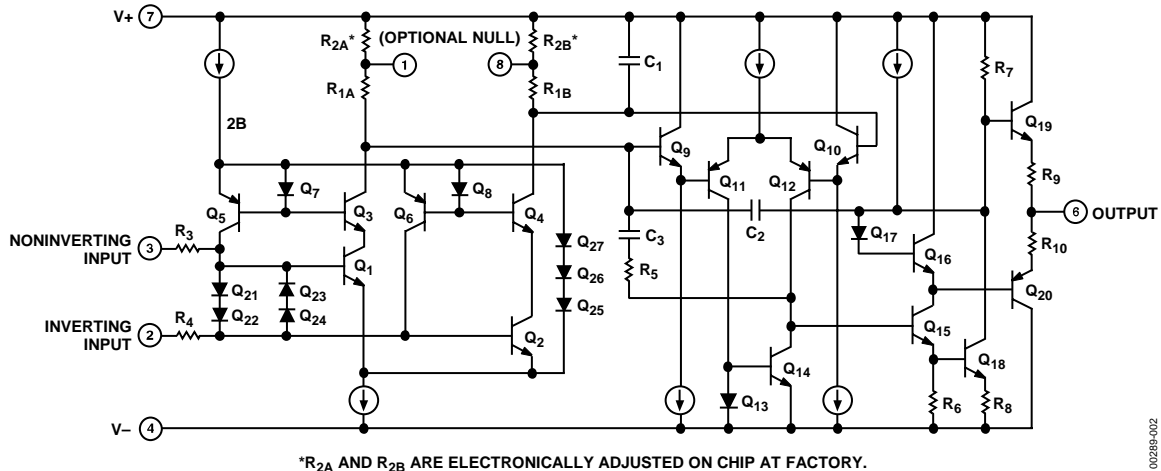 V+ 7
R2A* (OPTIONAL NULL) R2B*
1 8
C1
R7
R1A R1B
2B
Q19
Q9 Q10
Q7 Q8 Q11 Q12
R9
Q5 Q3 Q6 Q4
6 OUTPUT
NONINVERTING
INPUT
3 R3
Q27
C3 C2 Q17
R10
Q1 Q26 R5 Q16
Q21 Q23
Q25
Q20
Q22 Q24
INVERTING
INPUT
2 R4
Q2 Q15
Q14 Q18
Q13 R6 R8
V− 4
*R2A AND R2B ARE ELECTRONICALLY ADJUSTED ON CHIP AT FACTORY.
00289-002